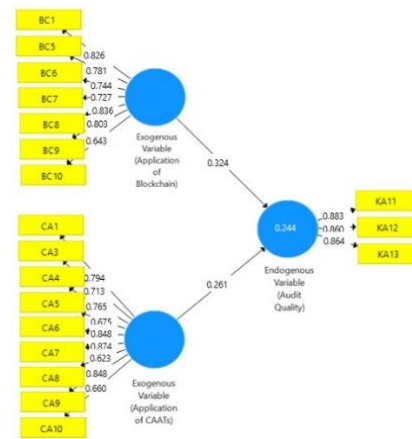 BC1
BC5
BC6
BC7
BC8
BC9
BC10
0.826
0.781
0.744
0.727
0.836
0.803
0.643
Exogenous
Variable
(Application
of
Blockchain)
0.324
0.244
Endogenous
Variable
(Audit
Quality)
0.883
0.860
0.864
KA11
KA12
KA13
CA1
CA3
CA4
CA5
CA6
CA7
CA8
CA9
CA10
0.794
0.713
0.765
0.675
0.848
0.874
0.623
0.848
0.660
0.261
Exogenous
Variable
(Application
of CAATs)